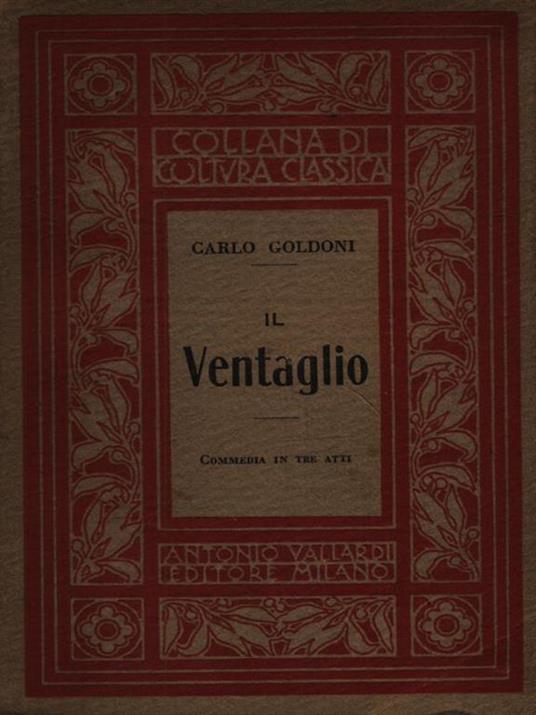 COLLANA DI
COLTVRA CLASSICA
CARLO GOLDONI
IL
Ventaglio
COMMEDIA IN TRE ATTI
ANTONIO VALLARDI
EDITORE MILANO